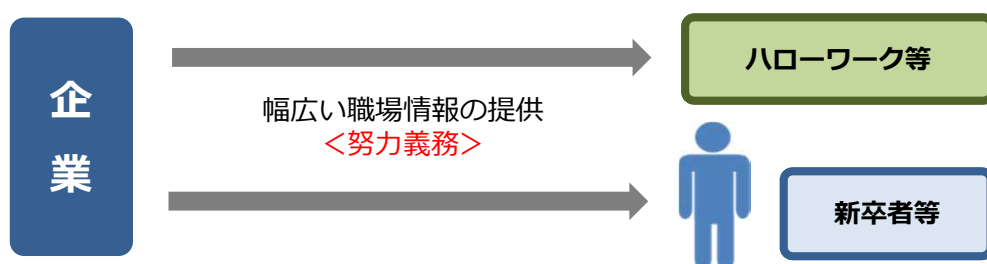 企業
ハローワーク等
幅広い職場情報の提供
＜努力義務＞
新卒者等